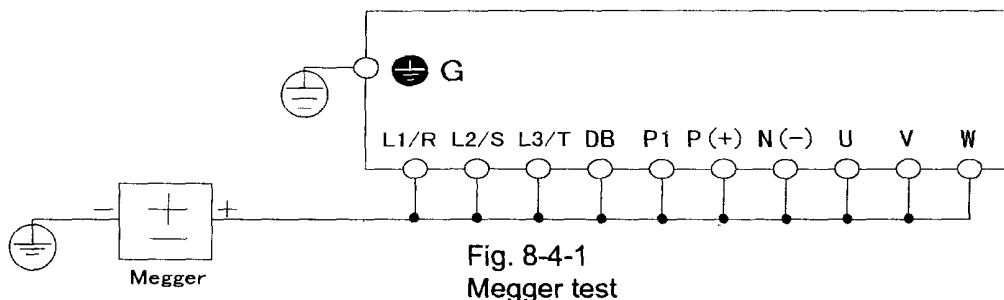 G
L1/R L2/S L3/T DB P1 P(+) N(-) U V W
− + − +
Megger
Fig. 8-4-1
Megger test